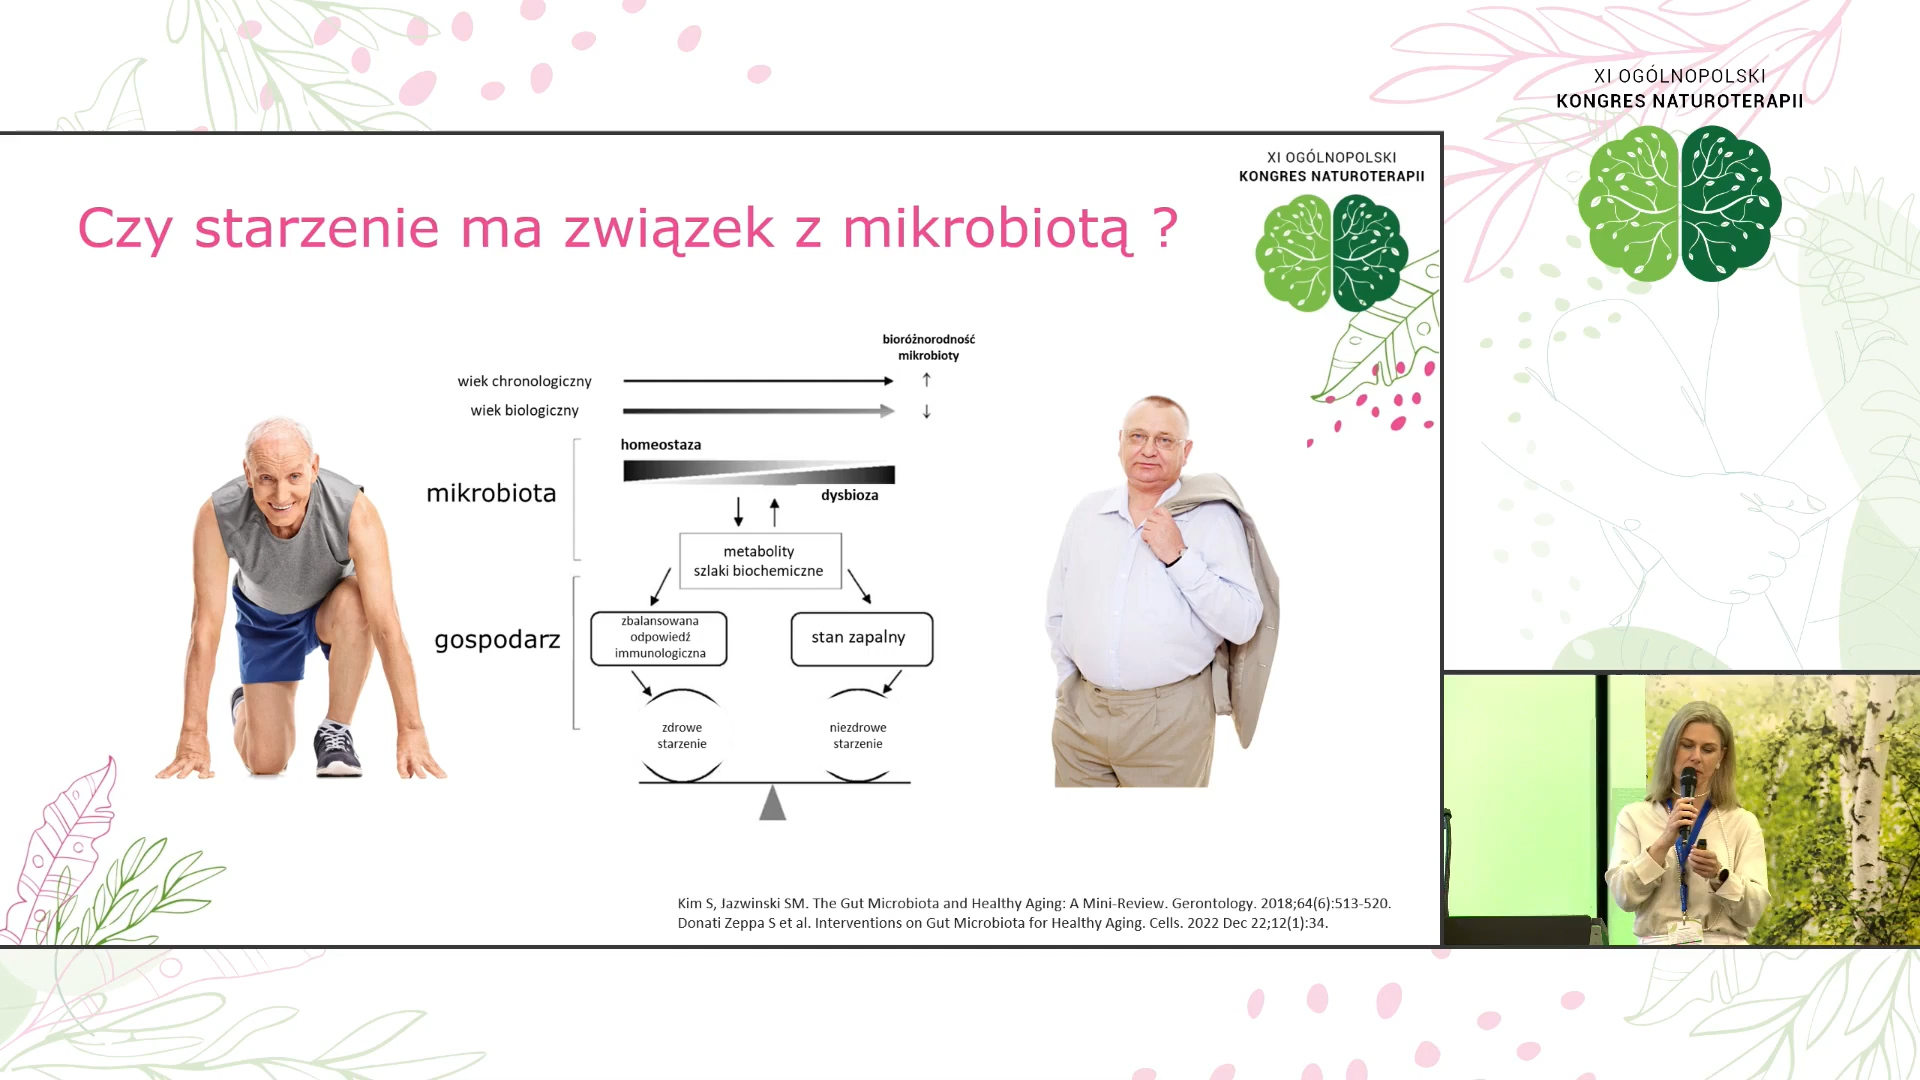 XI OGÓLNOPOLSKI
KONGRES NATUROTERAPII
XI OGÓLNOPOLSKI
KONGRES NATUROTERAPII
Czy starzenie ma związek z mikrobiotą ?
bioróżnorodność
mikrobioty
wiek chronologiczny
↑
wiek biologiczny
↓
homeostaza
mikrobiota
dysbioza
metabolity
szlaki biochemiczne
gospodarz
zbalansowana
odpowiedź
immunologiczna
stan zapalny
zdrowe
starzenie
niezdrowe
starzenie
Kim S, Jazwinski SM. The Gut Microbiota and Healthy Aging: A Mini-Review. Gerontology. 2018;64(6):513-520.
Donati Zeppa S et al. Interventions on Gut Microbiota for Healthy Aging. Cells. 2022 Dec 22;12(1):34.